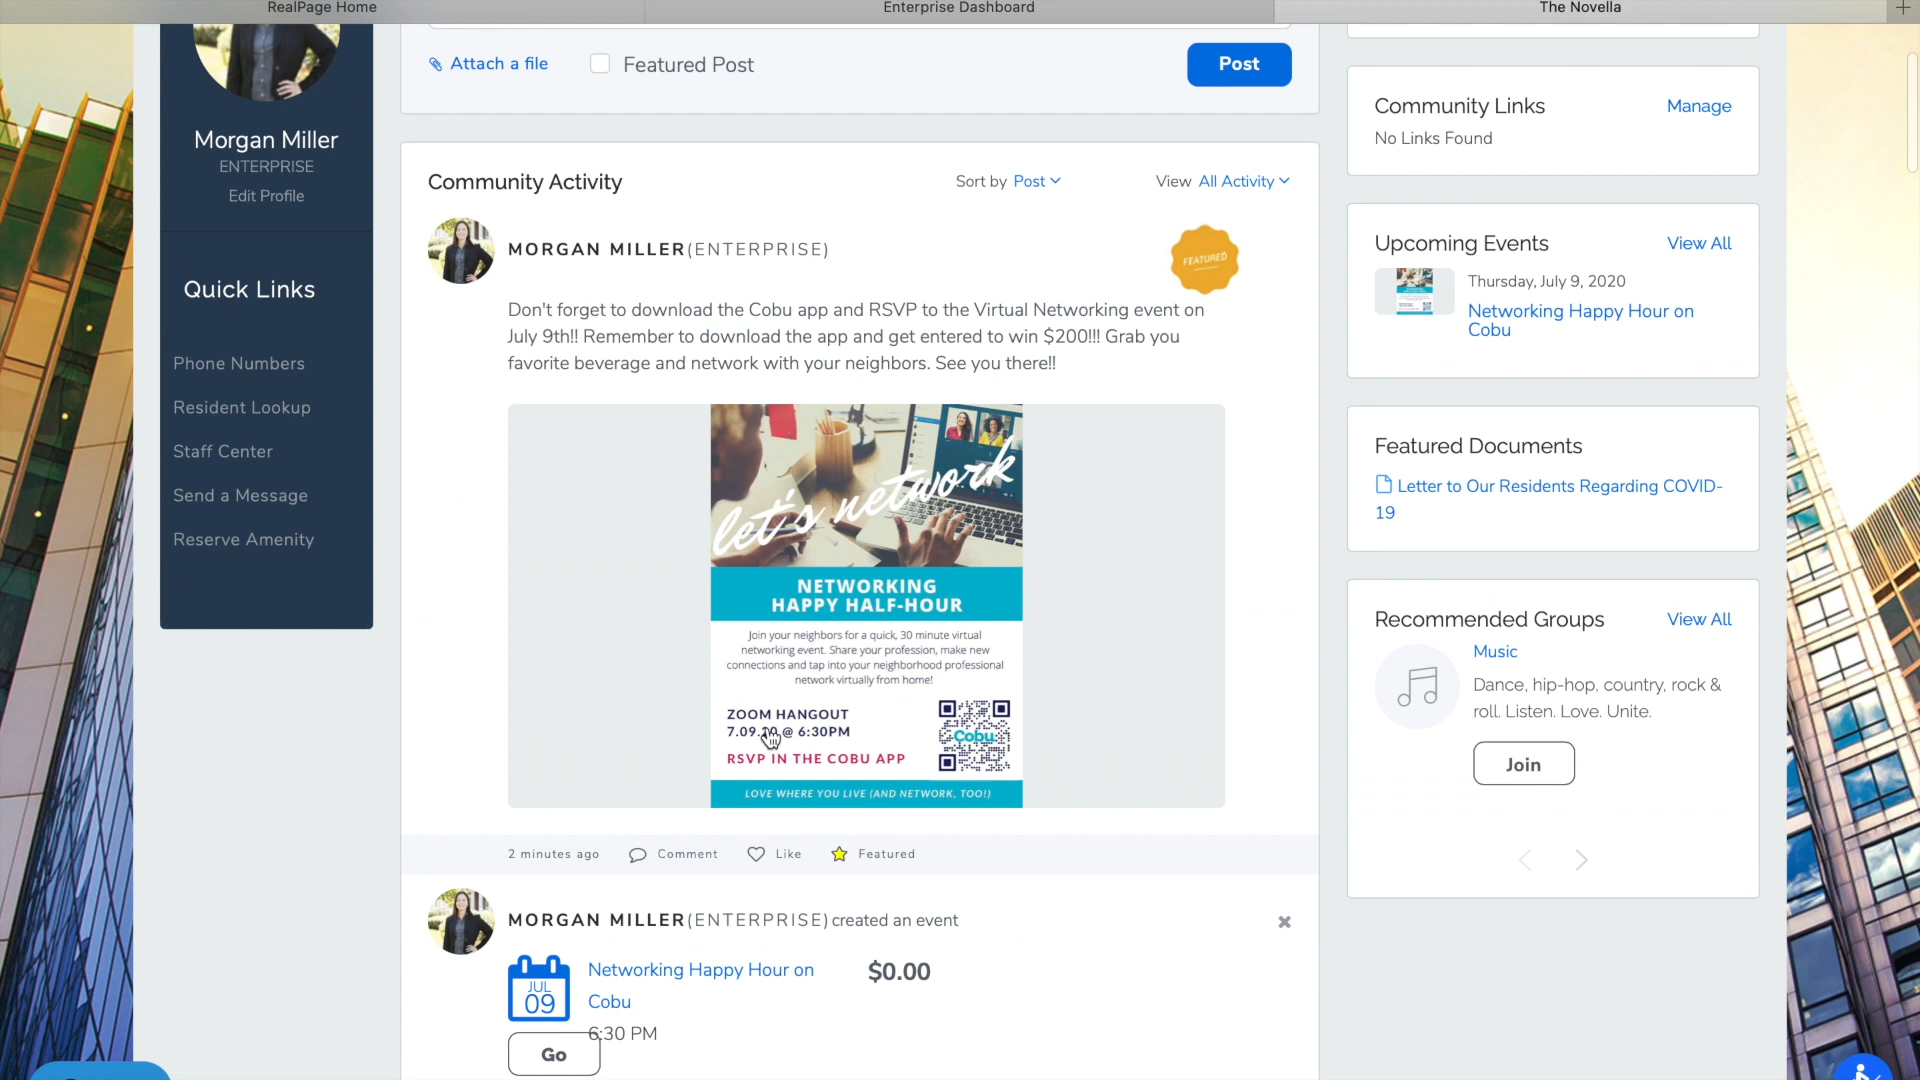 RealPage Home
Enterprise Dashboard
The Novella
Attach a file
Featured Post
Post
Morgan Miller
ENTERPRISE
Edit Profile
Quick Links
Phone Numbers
Resident Lookup
Staff Center
Send a Message
Reserve Amenity
Community Activity
Sort by Post
View All Activity
MORGAN MILLER(ENTERPRISE)
FEATURED
Don't forget to download the Cobu app and RSVP to the Virtual Networking event on
July 9th!! Remember to download the app and get entered to win $200!!! Grab you
favorite beverage and network with your neighbors. See you there!!
let's network
NETWORKING
HAPPY HALF-HOUR
Join your neighbors for a quick, 30 minute virtual
networking event. Share your profession, make new
connections and tap into your neighborhood professional
network virtually from home!
ZOOM HANGOUT
@ 6:30PM
RSVP IN THE COBU APP
Cobu
LOVE WHERE YOU LIVE (AND NETWORK, TOO!)
2 minutes ago
Comment
Like
Featured
MORGAN MILLER(ENTERPRISE) created an event
JUL
09
Networking Happy Hour on
Cobu
$0.00
6:30 PM
Go
Community Links
Manage
No Links Found
Upcoming Events
View All
Thursday, July 9, 2020
Networking Happy Hour on
Cobu
Featured Documents
Letter to Our Residents Regarding COVID-
19
Recommended Groups
View All
Music
Dance, hip-hop, country, rock &
roll. Listen. Love. Unite.
Join